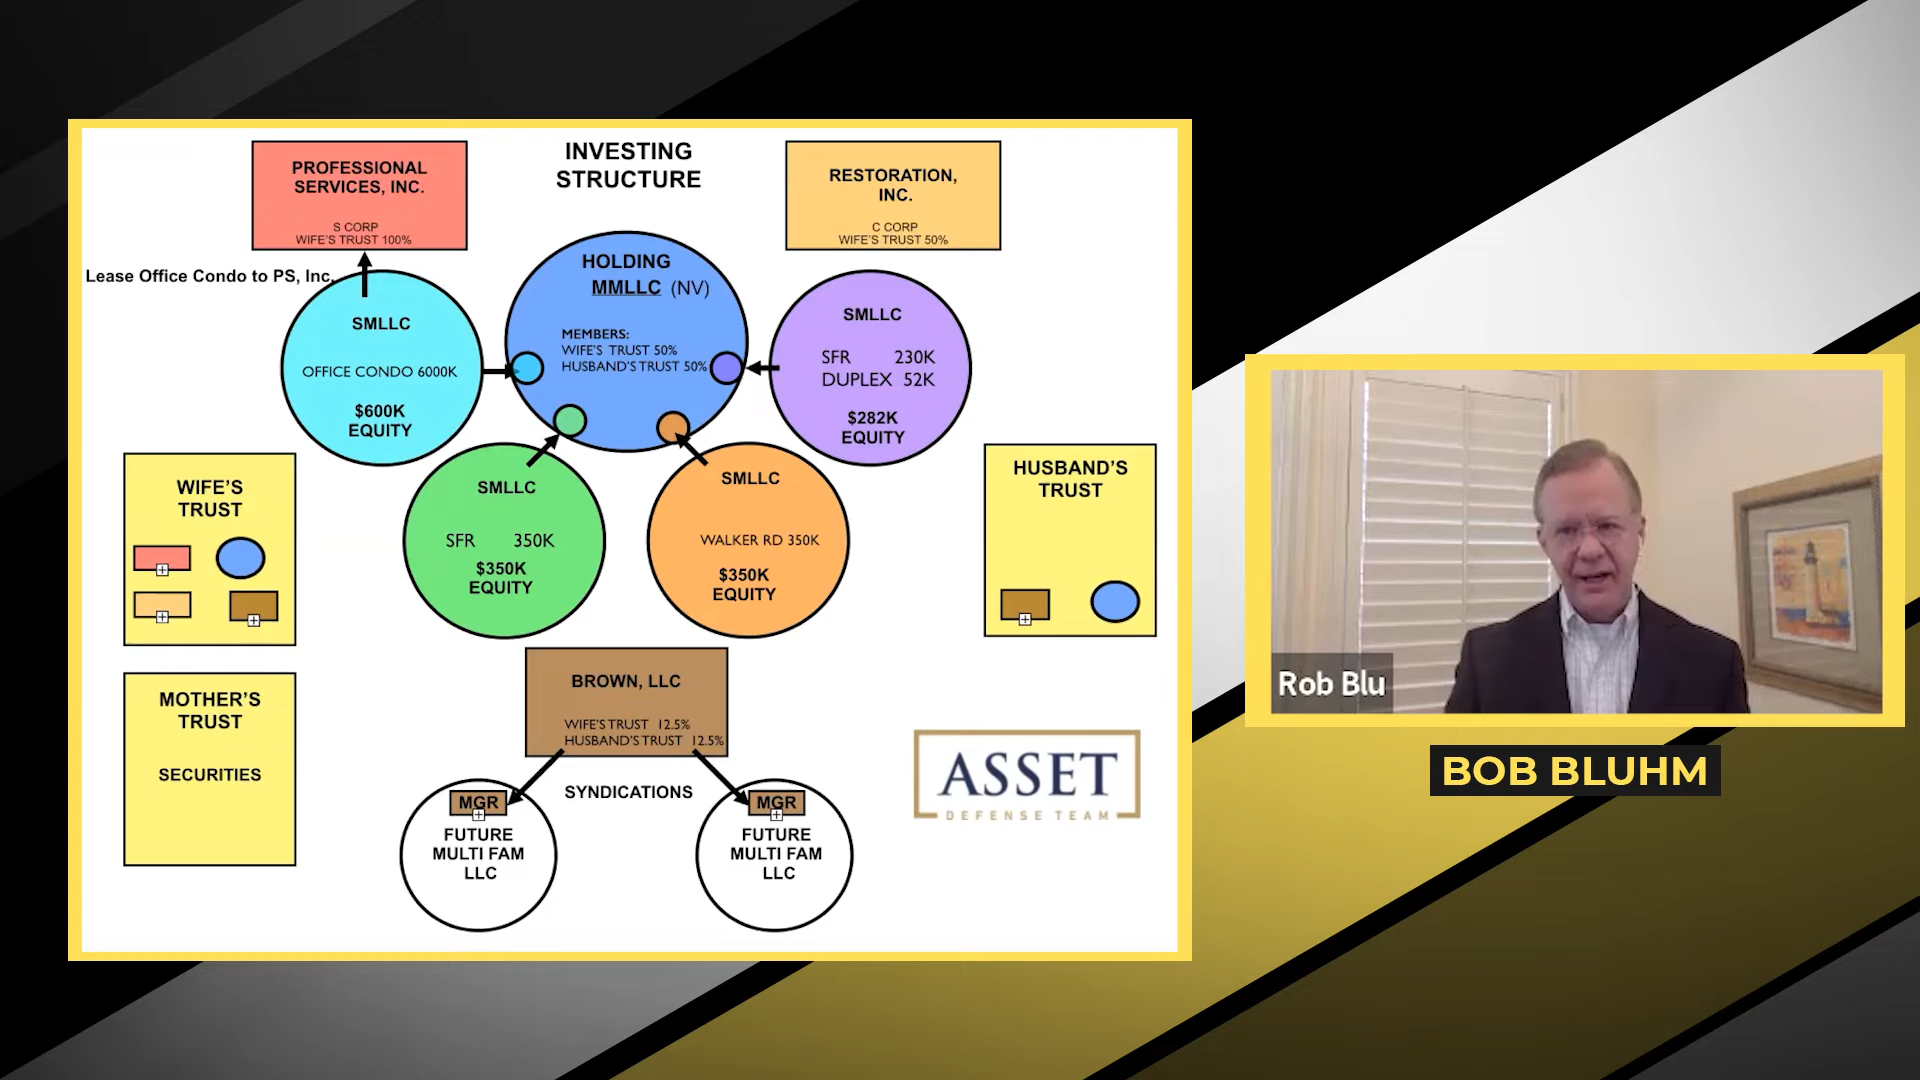 INVESTING
STRUCTURE
PROFESSIONAL
SERVICES, INC.
S CORP
WIFE'S TRUST 100%
RESTORATION,
INC.
C CORP
WIFE'S TRUST 50%
Lease Office Condo to PS, Inc.
HOLDING
MMLLC (NV)
MEMBERS:
WIFE'S TRUST 50%
HUSBAND'S TRUST 50%
SMLLC
OFFICE CONDO 6000K
$600K
EQUITY
SMLLC
SFR 230K
DUPLEX 52K
$282K
EQUITY
SMLLC
SFR 350K
$350K
EQUITY
SMLLC
WALKER RD 350K
$350K
EQUITY
WIFE'S
TRUST
HUSBAND'S
TRUST
MOTHER'S
TRUST
SECURITIES
BROWN, LLC
WIFE'S TRUST 12.5%
HUSBAND'S TRUST 12.5%
SYNDICATIONS
MGR
FUTURE
MULTI FAM
LLC
MGR
FUTURE
MULTI FAM
LLC
ASSET
DEFENSE TEAM
Rob Blu
BOB BLUHM